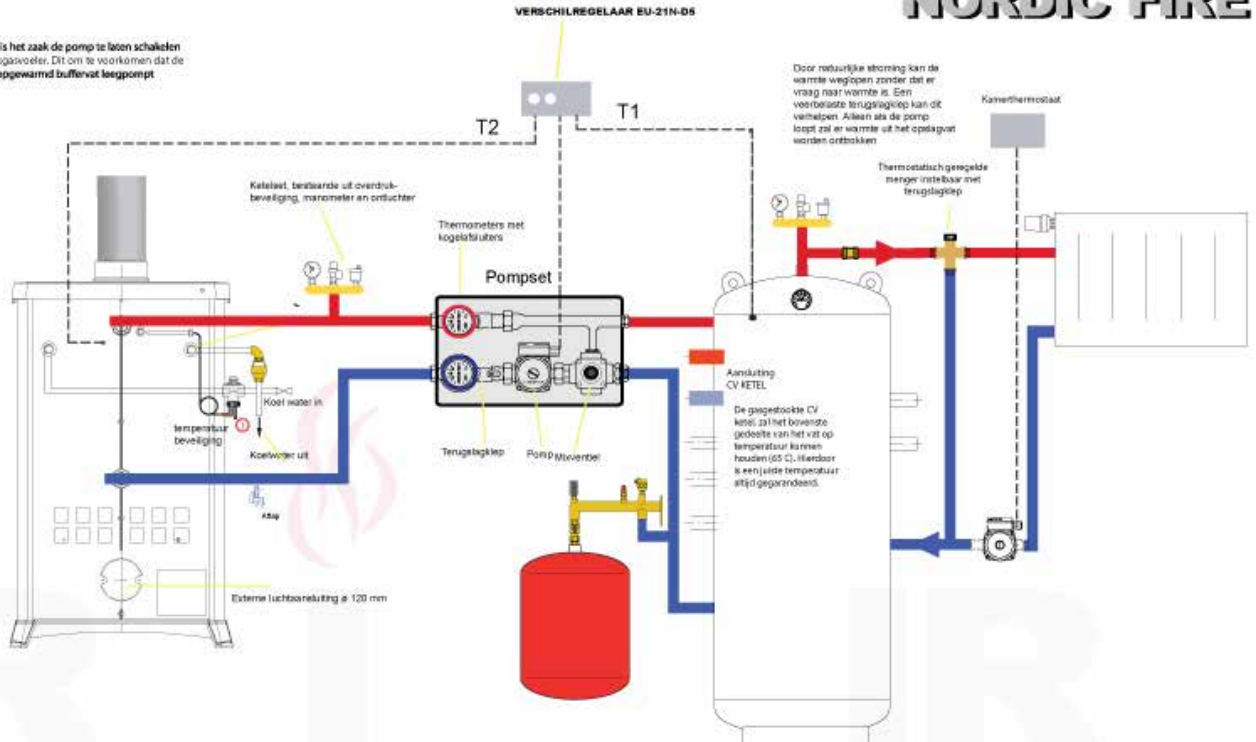 VERSCHILREGELAAR EU-21N-D5
NORDIC FIRE
is het zaak de pomp te laten schakelen
gasvoeler. Dit om te voorkomen dat de
opgewarmd buffervat leegpompt
T2
T1
Door natuurlijke stroming kan de
warmte weglopen zonder dat er
vraag naar warmte is. Een
veerbelaste terugslagklep kan dit
verhelpen. Alleen als de pomp
loopt zal er warmte uit het opslagvat
worden onttrokken
Kamerthermostaat
Thermostatisch geregelde
menger instelbaar met
terugslagklep
Ketelset, bestaande uit overdruk-
beveiliging, manometer en ontluchter
Thermometers met
kogelafsluiters
Pompset
Aansluiting
CV KETEL
De gasgestookte CV
ketel zal het bovenste
gedeelte van het vat op
temperatuur kunnen
houden (65 C). Hierdoor
is een juiste temperatuur
altijd gegarandeerd.
Koel water in
temperatuur
beveiliging
Koelwater uit
Terugslagklep
Pomp
Mixventiel
Aftap
Externe luchtaansluiting ø 120 mm